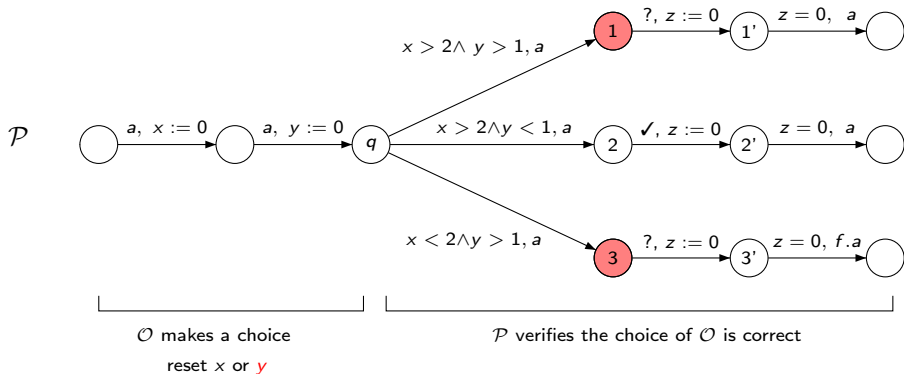 ?, z := 0
z = 0, a
1
1'
x > 2∧ y > 1, a
𝒫
a, x := 0
a, y := 0
q
x > 2∧y < 1, a
2
✓, z := 0
2'
z = 0, a
x < 2∧y > 1, a
3
?, z := 0
3'
z = 0, f.a
𝒪 makes a choice
reset x or y
𝒫 verifies the choice of 𝒪 is correct